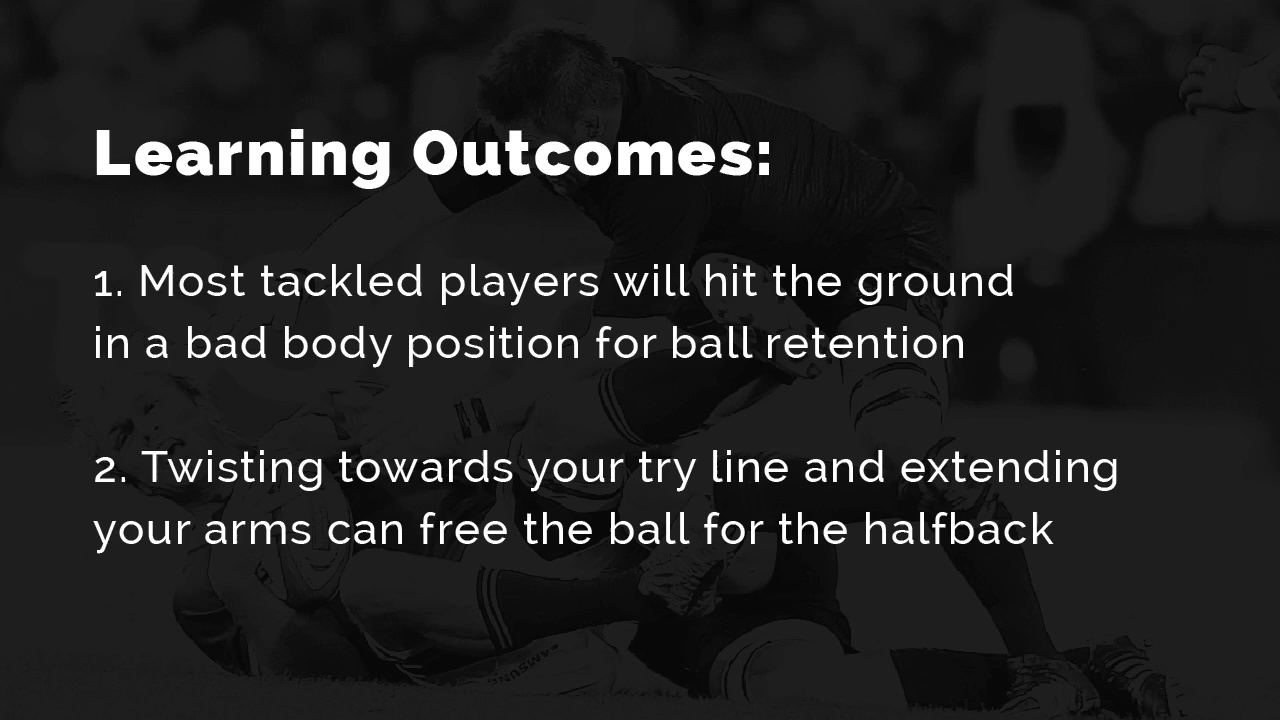 Learning Outcomes:
1. Most tackled players will hit the ground
in a bad body position for ball retention
2. Twisting towards your try line and extending
your arms can free the ball for the halfback
SAMSUNG